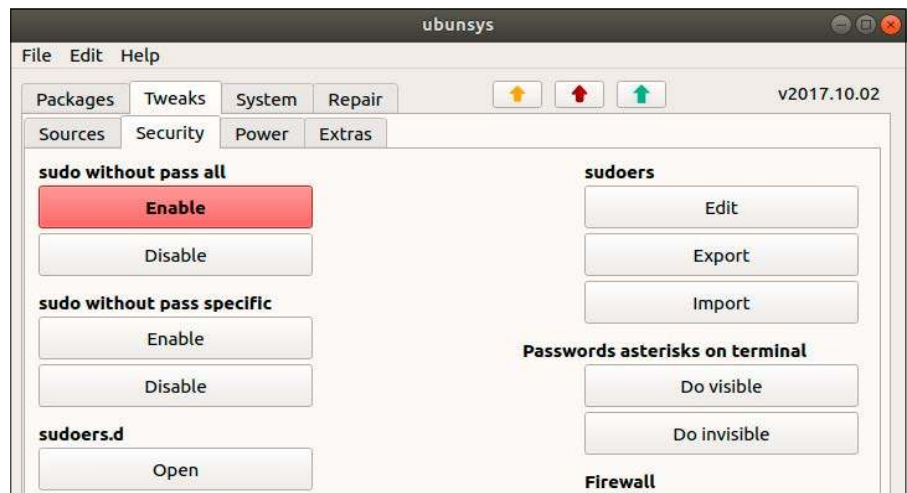 ubunsys
File Edit Help
Packages Tweaks System Repair
v2017.10.02
Sources Security Power Extras
sudo without pass all
Enable
Disable
sudo without pass specific
Enable
Disable
sudoers.d
Open
sudoers
Edit
Export
Import
Passwords asterisks on terminal
Do visible
Do invisible
Firewall